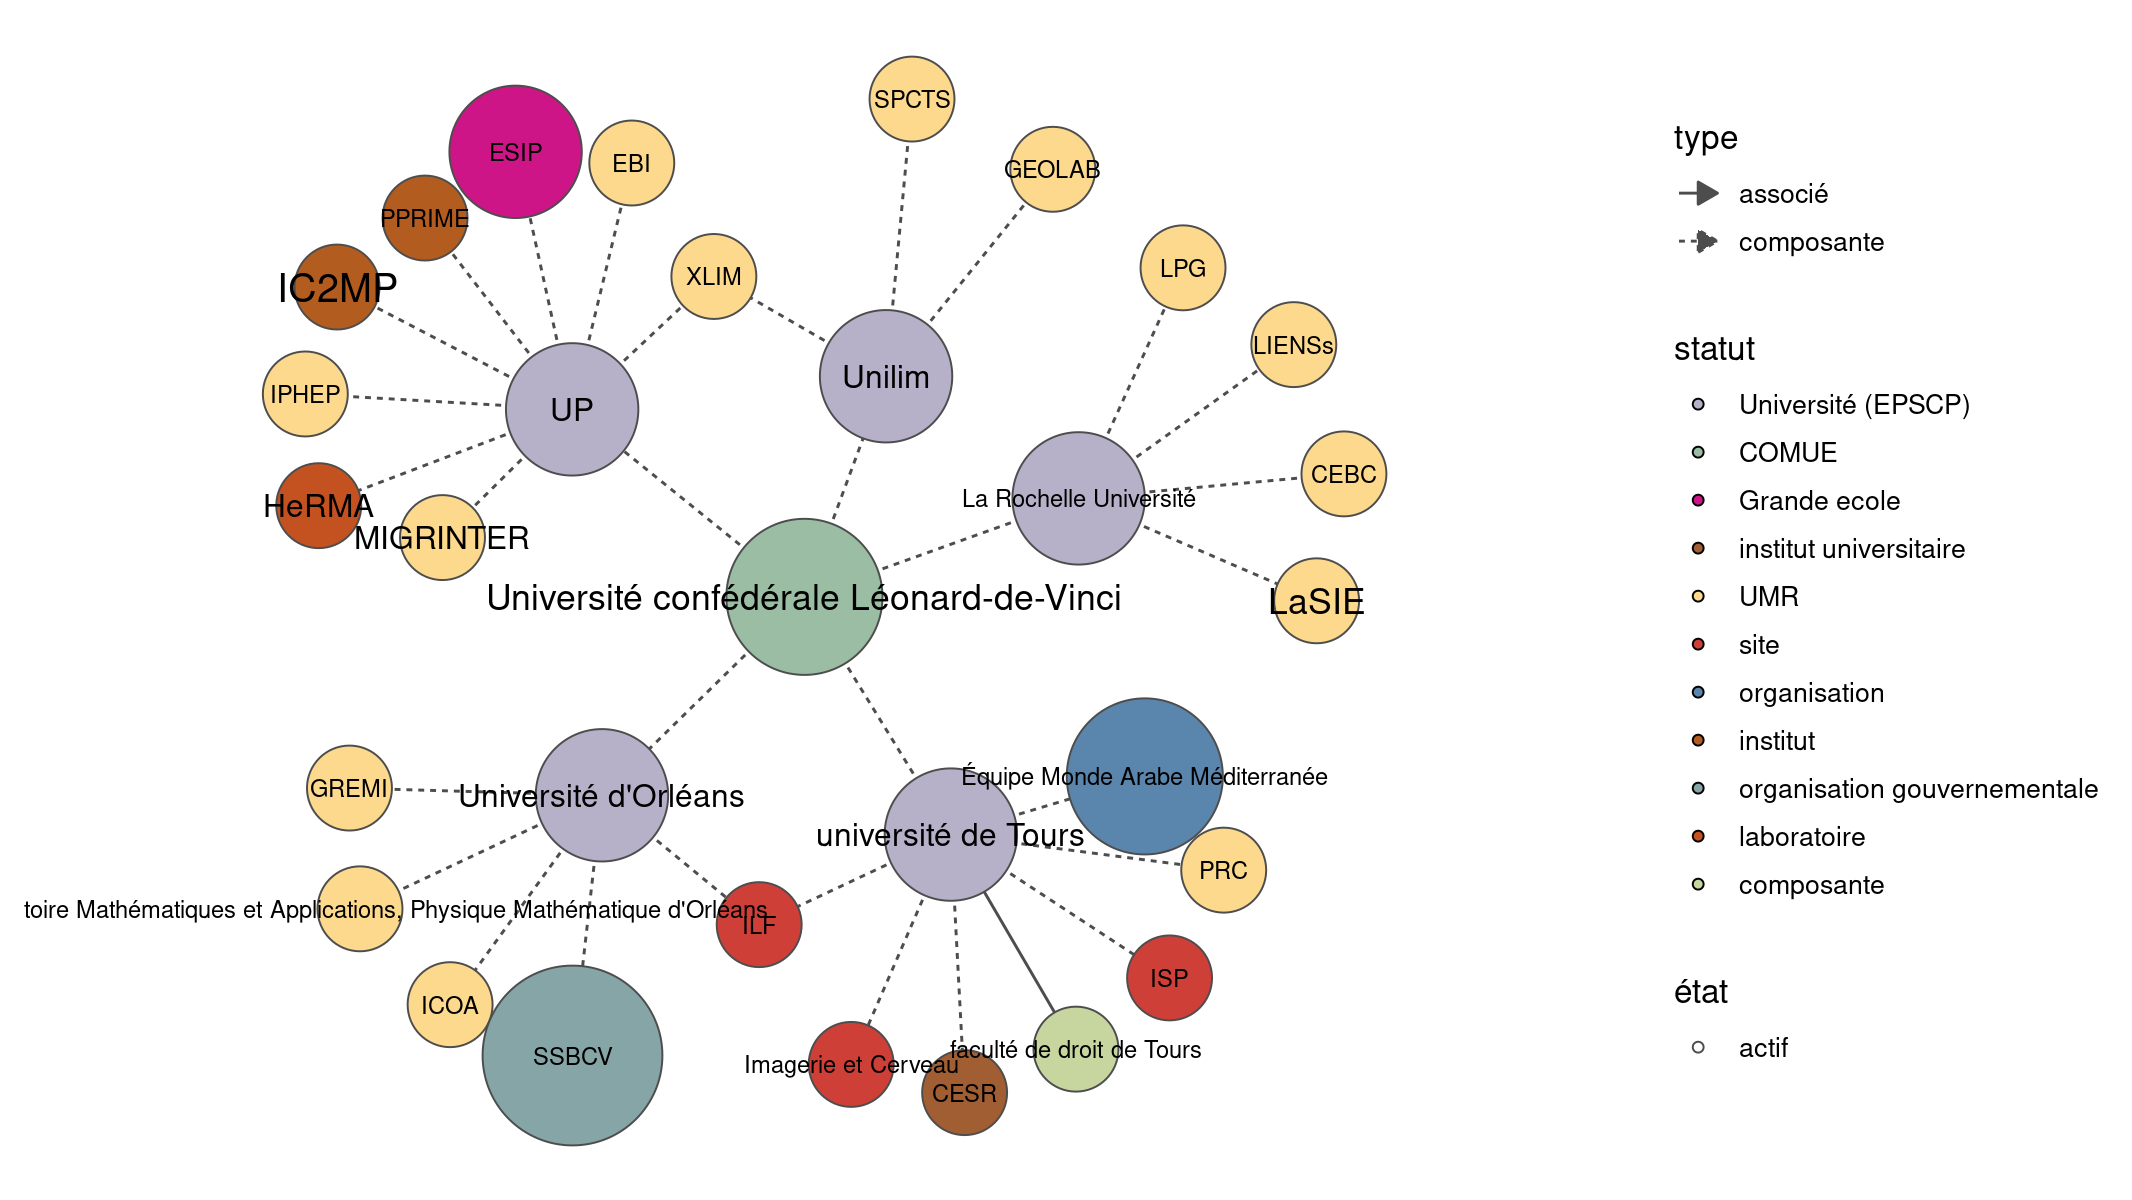 SPCTS
ESIP
EBI
GEOLAB
PPRIME
XLIM
LPG
IC2MP
LIENSs
Unilim
IPHEP
UP
CEBC
La Rochelle Université
HeRMA
MIGRINTER
Université confédérale Léonard-de-Vinci
LaSIE
Équipe Monde Arabe Méditerranée
GREMI
Université d'Orléans
université de Tours
PRC
toire Mathématiques et Applications, Physique Mathématique d'Orléans
ILF
ISP
ICOA
SSBCV
faculté de droit de Tours
Imagerie et Cerveau
CESR
type
associé
composante
statut
Université (EPSCP)
COMUE
Grande ecole
institut universitaire
UMR
site
organisation
institut
organisation gouvernementale
laboratoire
composante
état
actif